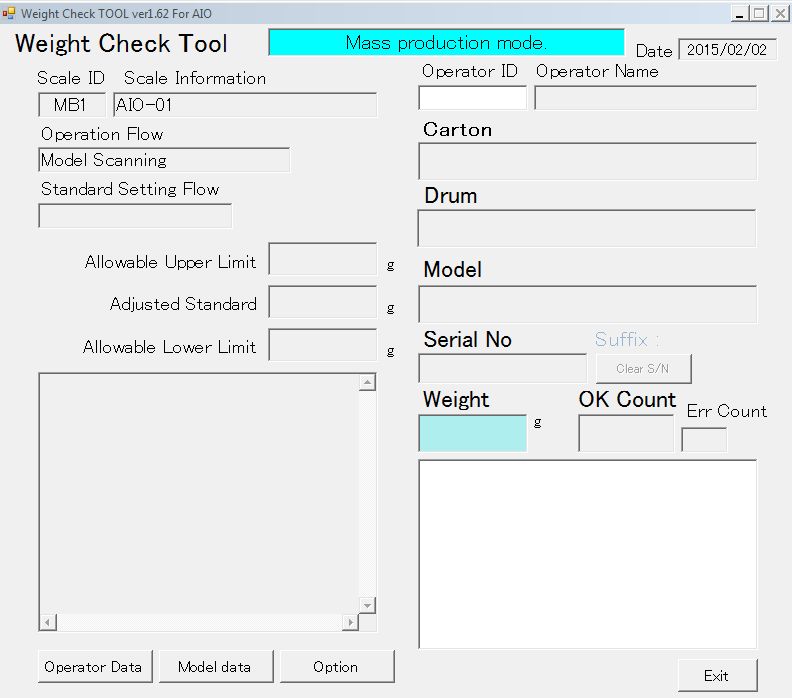 Weight Check TOOL ver1.62 For AIO
Weight Check Tool
Mass production mode.
Date 2015/02/02
Scale ID Scale Information
MB1 AIO-01
Operation Flow
Model Scanning
Standard Setting Flow
Allowable Upper Limit g
Adjusted Standard g
Allowable Lower Limit g
Operator ID Operator Name
Carton
Drum
Model
Serial No Suffix :
Clear S/N
Weight g OK Count Err Count
Operator Data Model data Option
Exit